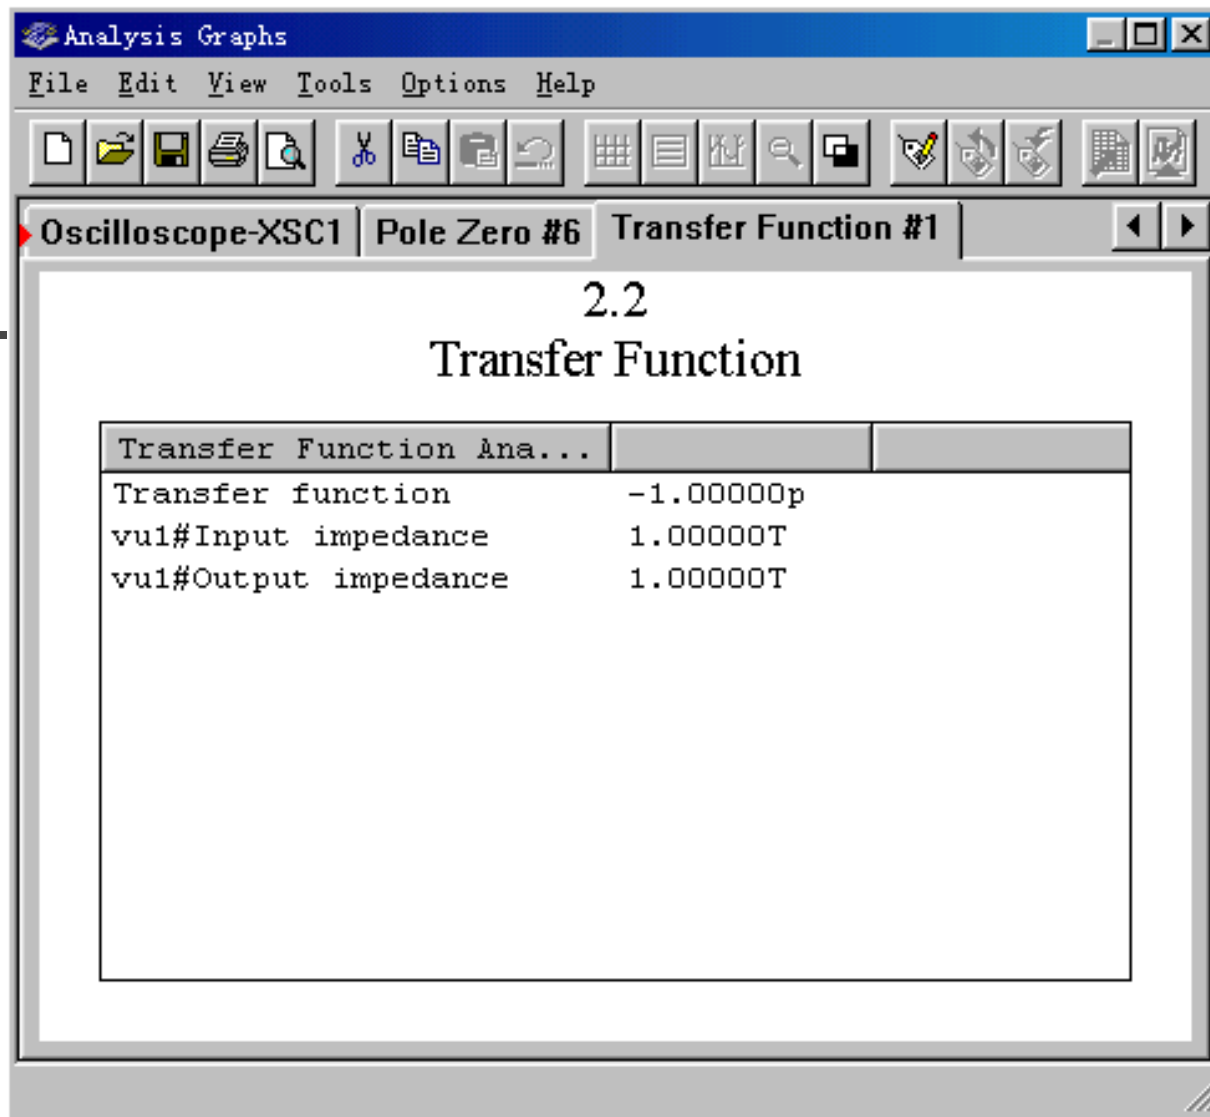 Analysis Graphs
File Edit View Tools Options Help
Oscilloscope-XSC1 Pole Zero #6 Transfer Function #1
2.2
Transfer Function
Transfer Function Ana...
Transfer function -1.00000p
vu1#Input impedance 1.00000T
vu1#Output impedance 1.00000T